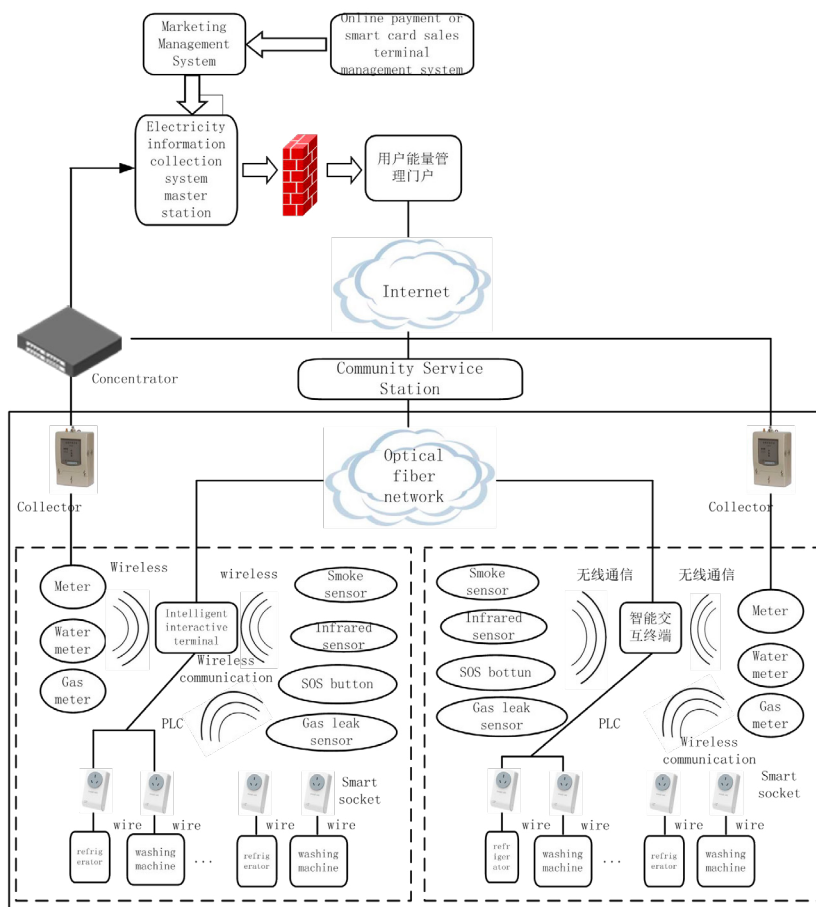 Marketing
Management
System
Online payment or
smart card sales
terminal
management system
Electricity
information
collection
system
master
station
用户能量管
理门户
Internet
Concentrator
Community Service
Station
Optical
fiber
network
Collector
Collector
Wireless
wireless
Smoke
sensor
Meter
Intelligent
interactive
terminal
Infrared
sensor
Water
meter
Wireless
communication
SOS button
Gas
meter
PLC
Gas leak
sensor
Smart
socket
wire
wire
wire
wire
refrig
erator
washing
machine
...
refrig
erator
washing
machine
Smoke
sensor
无线通信
无线通信
Infrared
sensor
智能交
互终端
Meter
SOS bottun
Water
meter
Gas leak
sensor
PLC
Gas
meter
Wireless
communication
Smart
socket
wire
wire
wire
wire
refr
iger
ator
washing
machine
...
refrig
erator
washing
machine